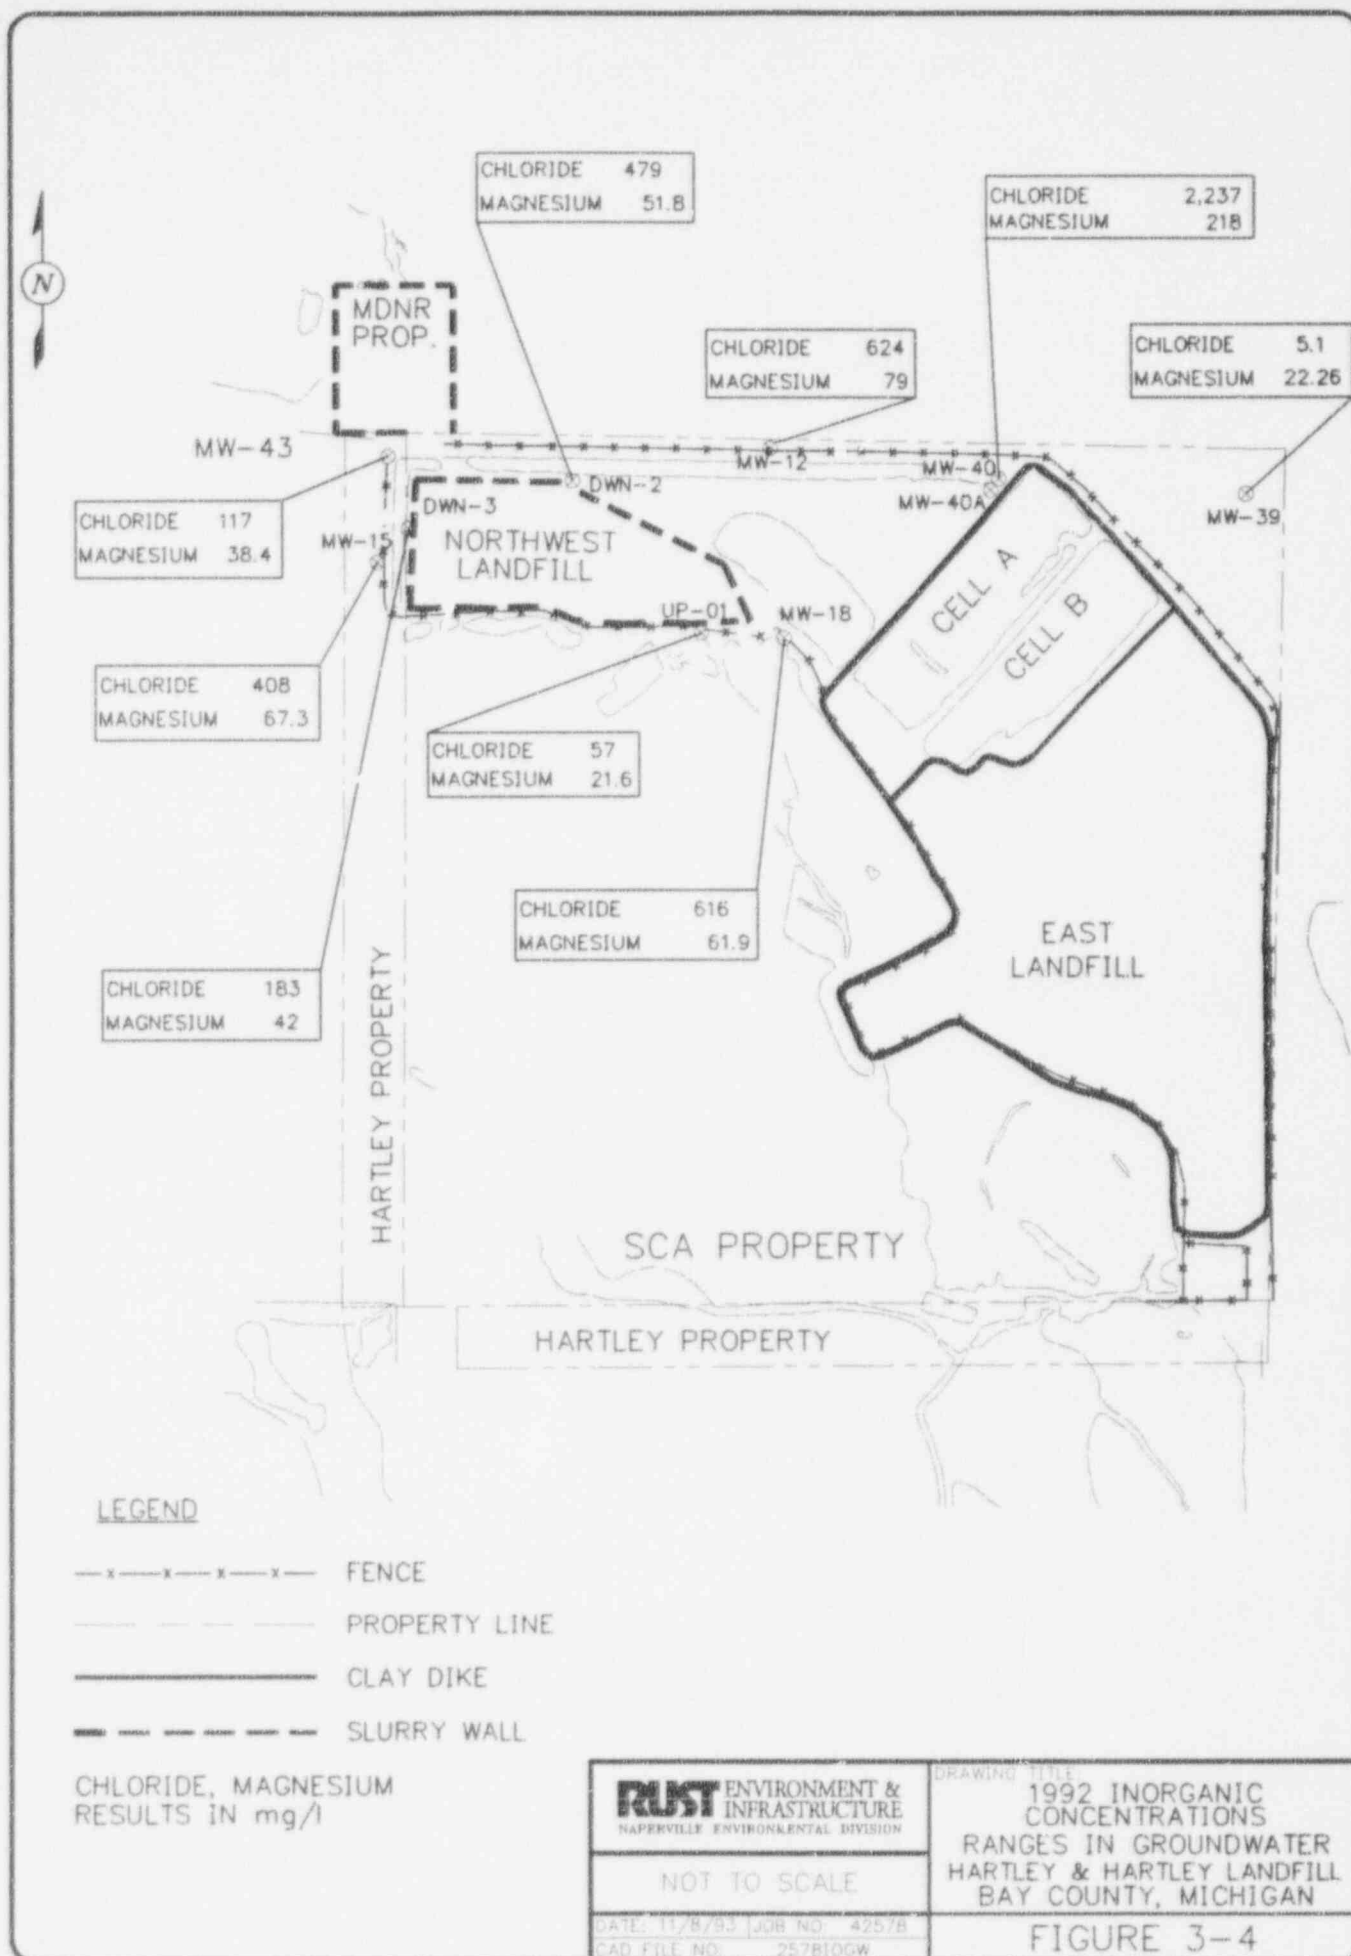 CHLORIDE 479
MAGNESIUM 51.8
CHLORIDE 2,237
MAGNESIUM 218
N
MDNR
PROP.
CHLORIDE 624
MAGNESIUM 79
CHLORIDE 5.1
MAGNESIUM 22.26
MW-43
MW-12
MW-40
DWN-2
MW-40A
MW-39
DWN-3
CHLORIDE 117
MAGNESIUM 38.4
MW-15
NORTHWEST
LANDFILL
CELL A
CELL B
UP-01
MW-18
CHLORIDE 408
MAGNESIUM 67.3
CHLORIDE 57
MAGNESIUM 21.6
CHLORIDE 616
MAGNESIUM 61.9
EAST
LANDFILL
CHLORIDE 183
MAGNESIUM 42
HARTLEY PROPERTY
SCA PROPERTY
HARTLEY PROPERTY
LEGEND
FENCE
PROPERTY LINE
CLAY DIKE
SLURRY WALL
CHLORIDE, MAGNESIUM
RESULTS IN mg/l
RUST ENVIRONMENT &
INFRASTRUCTURE
NAPERVILLE ENVIRONMENTAL DIVISION
NOT TO SCALE
DATE: 11/8/93 JOB NO: 42578
CAD FILE NO: 2578IOGW
DRAWING TITLE:
1992 INORGANIC
CONCENTRATIONS
RANGES IN GROUNDWATER
HARTLEY & HARTLEY LANDFILL
BAY COUNTY, MICHIGAN
FIGURE 3-4